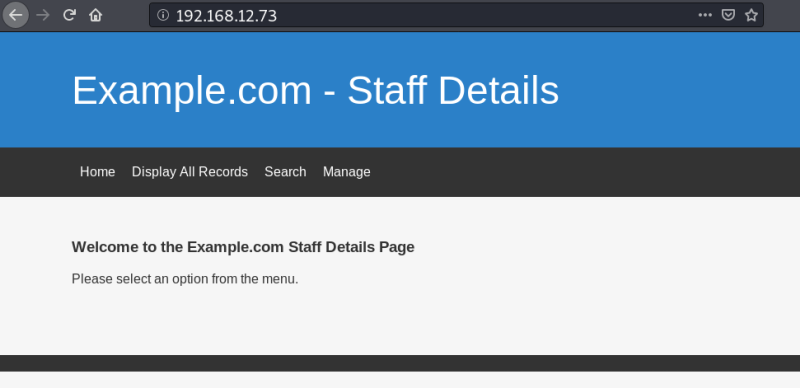 192.168.12.73
Example.com - Staff Details
Home Display All Records Search Manage
Welcome to the Example.com Staff Details Page
Please select an option from the menu.